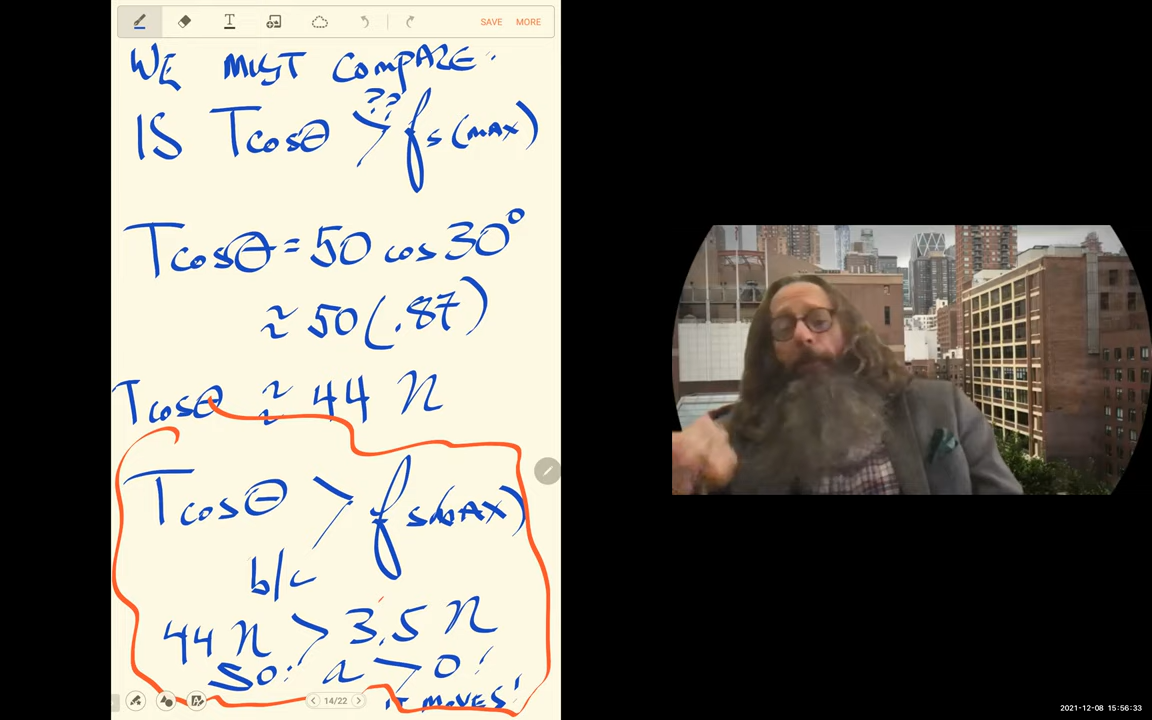 SAVE MORE
WE MUST COMPARE:
??
IS Tcosθ > fs(MAX)
Tcosθ = 50 cos 30°
≈ 50(.87)
Tcosθ ≈ 44 N
Tcosθ > fs(MAX)
b/c
44 N > 3.5 N
SO: a > 0!
IT MOVES!
14/22
2021-12-08 15:56:33